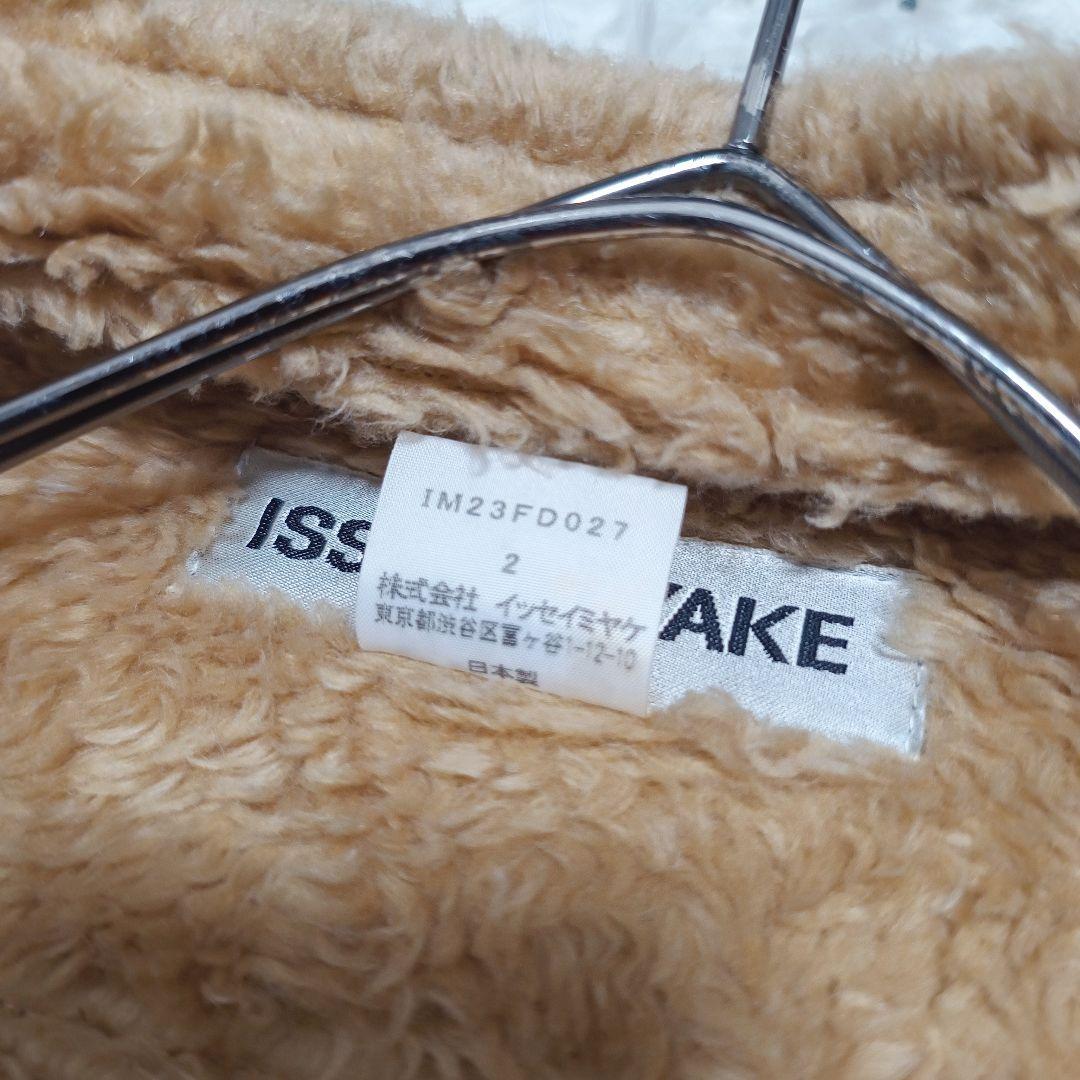 ISS YAKE
IM23FD027
2
株式会社 イッセイミヤケ
東京都渋谷区富ヶ谷1-12-10
日本製